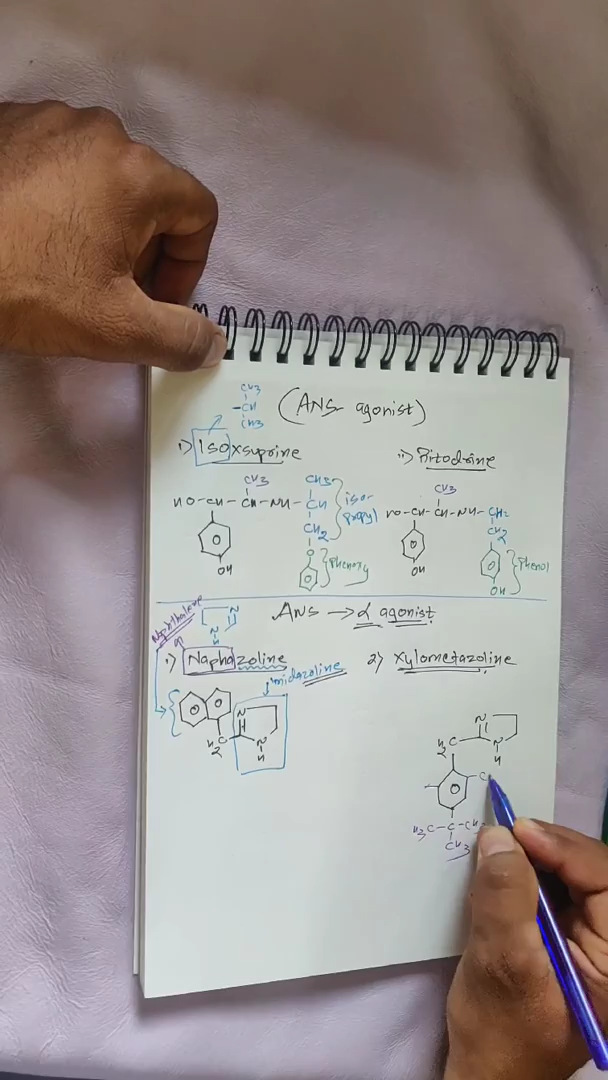 CH3
-CH
CH3
(ANS agonist)
1) Isoxsuprine
CH3
HO-CH-CH-NH-CH
CH3
CH2
O
OH
iso-
propyl
Phenoxy
11) Ritodrine
CH3
HO-CH-CH-NH-CH2
CH2
OH
OH
Phenol
ANS → α agonist
N
N
H
1) Naphazoline
imidazoline
N
H2C
N
H
2) Xylometazoline
N
H2C
N
H
C
H3C-C-CH3
CH3